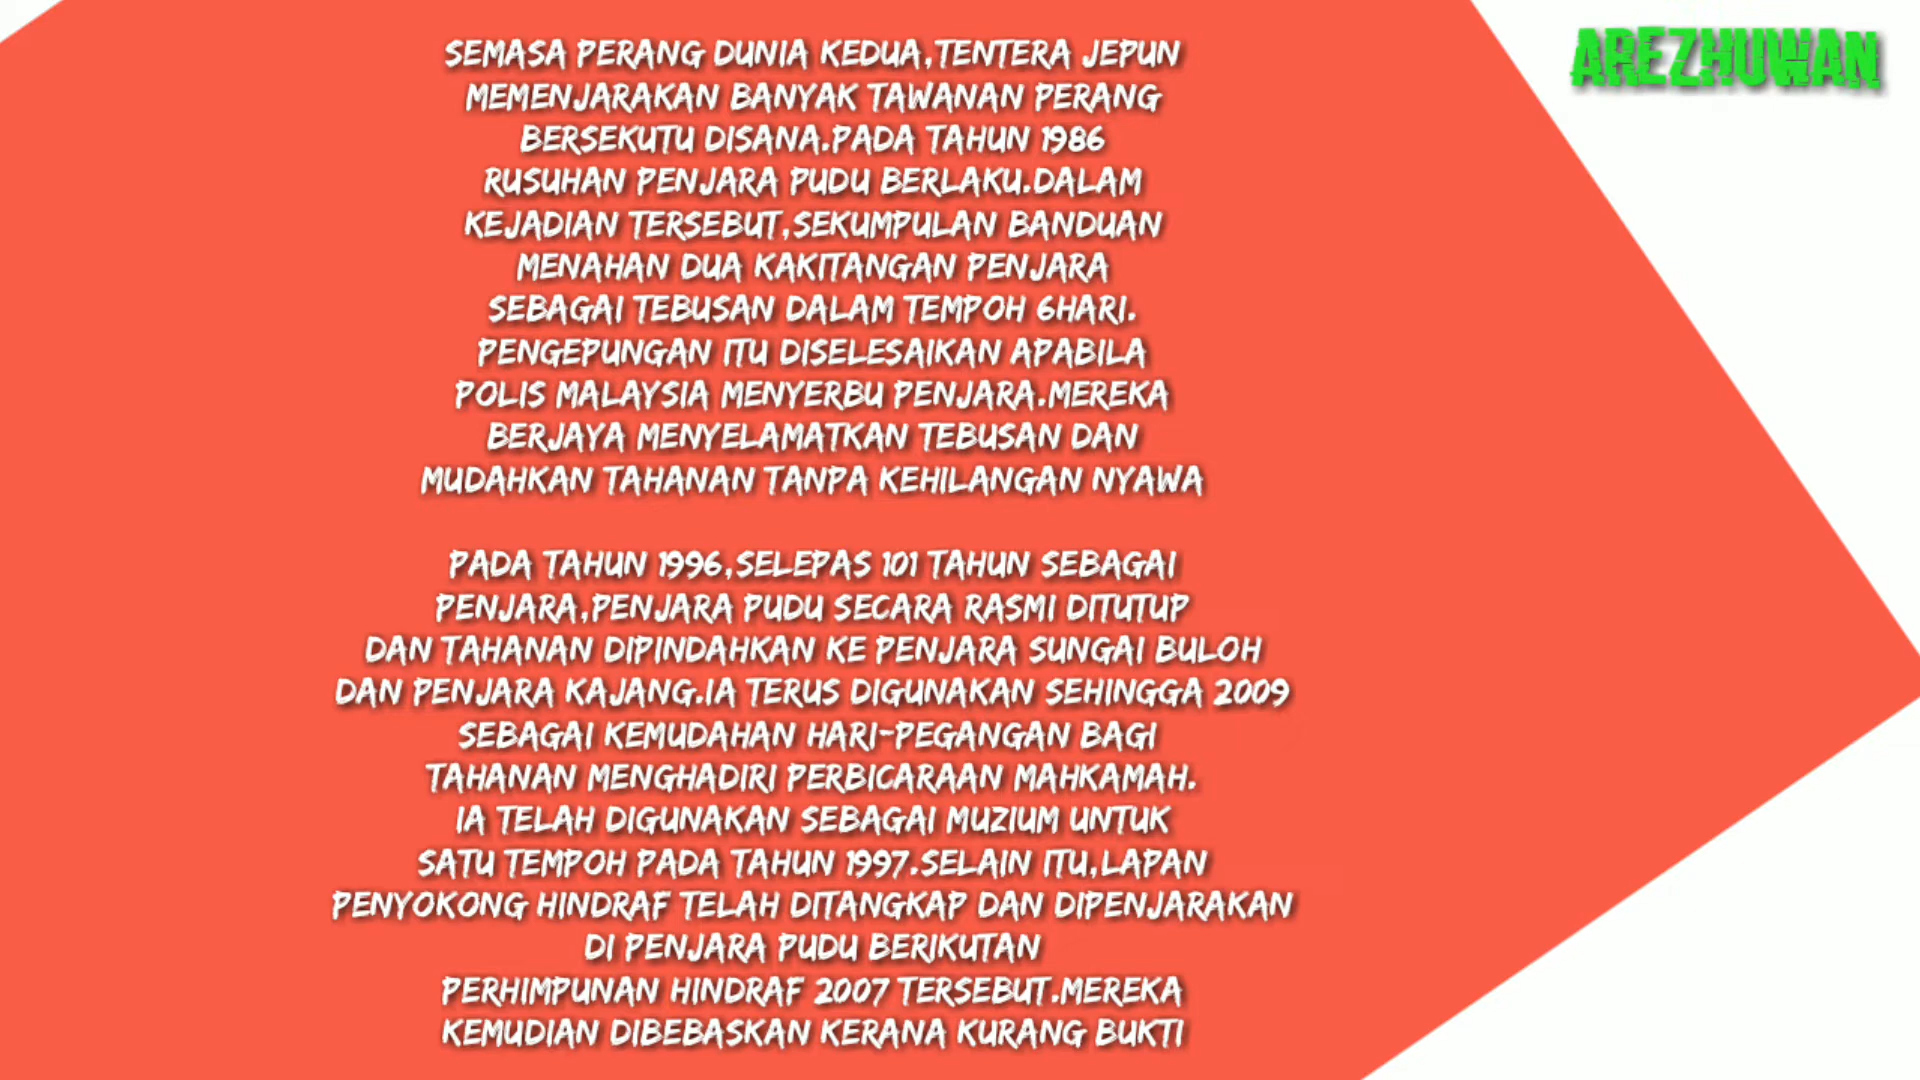 SEMASA PERANG DUNIA KEDUA,TENTERA JEPUN
MEMENJARAKAN BANYAK TAWANAN PERANG
BERSEKUTU DISANA.PADA TAHUN 1986
RUSUHAN PENJARA PUDU BERLAKU.DALAM
KEJADIAN TERSEBUT,SEKUMPULAN BANDUAN
MENAHAN DUA KAKITANGAN PENJARA
SEBAGAI TEBUSAN DALAM TEMPOH 6HARI.
PENGEPUNGAN ITU DISELESAIKAN APABILA
POLIS MALAYSIA MENYERBU PENJARA.MEREKA
BERJAYA MENYELAMATKAN TEBUSAN DAN
MUDAHKAN TAHANAN TANPA KEHILANGAN NYAWA
PADA TAHUN 1996,SELEPAS 101 TAHUN SEBAGAI
PENJARA,PENJARA PUDU SECARA RASMI DITUTUP
DAN TAHANAN DIPINDAHKAN KE PENJARA SUNGAI BULOH
DAN PENJARA KAJANG.IA TERUS DIGUNAKAN SEHINGGA 2009
SEBAGAI KEMUDAHAN HARI-PEGANGAN BAGI
TAHANAN MENGHADIRI PERBICARAAN MAHKAMAH.
IA TELAH DIGUNAKAN SEBAGAI MUZIUM UNTUK
SATU TEMPOH PADA TAHUN 1997.SELAIN ITU,LAPAN
PENYOKONG HINDRAF TELAH DITANGKAP DAN DIPENJARAKAN
DI PENJARA PUDU BERIKUTAN
PERHIMPUNAN HINDRAF 2007 TERSEBUT.MEREKA
KEMUDIAN DIBEBASKAN KERANA KURANG BUKTI
AREZHUWAN